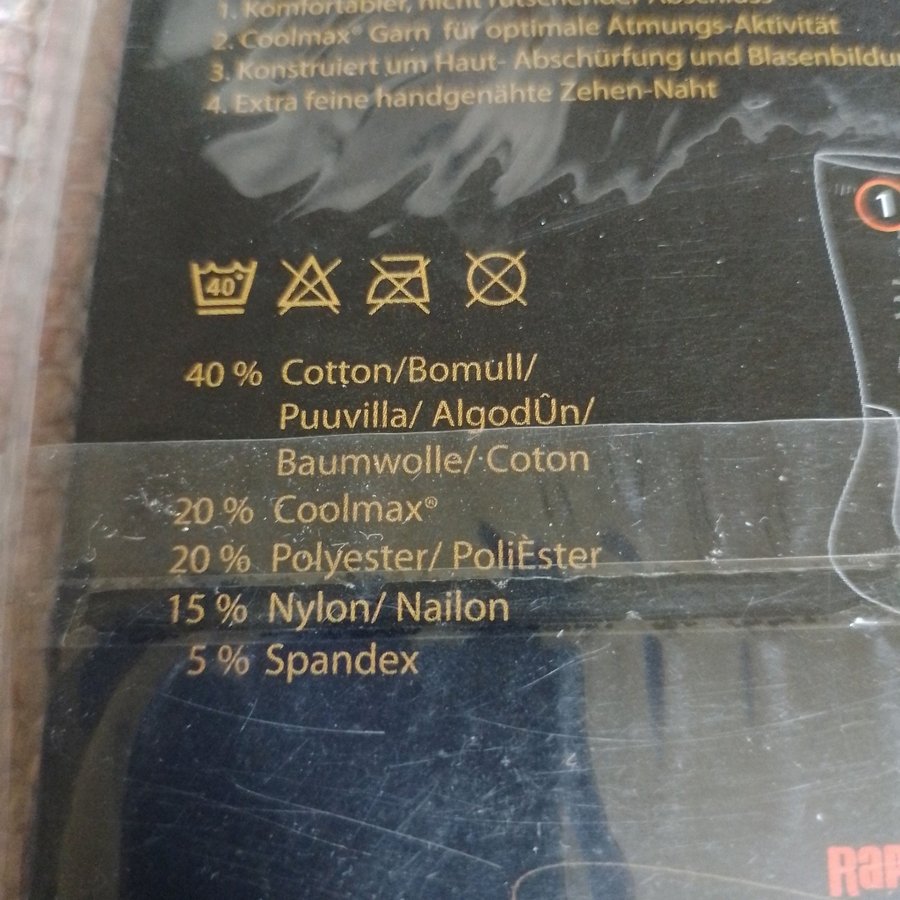 1. Komfortabler, nicht rutschender Abschluss
2. Coolmax® Garn für optimale Atmungs-Aktivität
3. Konstruiert um Haut- Abschürfung und Blasenbildu
4. Extra feine handgenähte Zehen-Naht
1
40°
40 % Cotton/Bomull/
Puuvilla/ AlgodÛn/
Baumwolle/ Coton
20 % Coolmax®
20 % Polyester/ PoliÈster
15 % Nylon/ Nailon
5 % Spandex
Rap